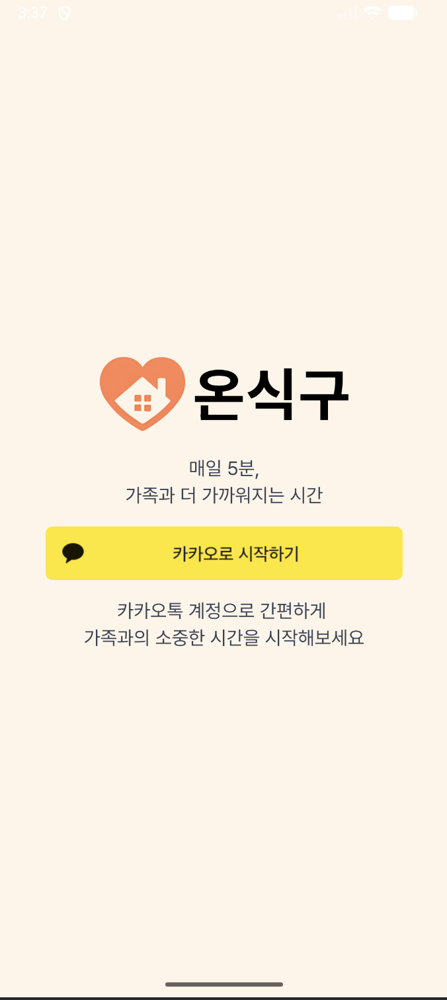 3:37
온식구
매일 5분,
가족과 더 가까워지는 시간
카카오로 시작하기
카카오톡 계정으로 간편하게
가족과의 소중한 시간을 시작해보세요